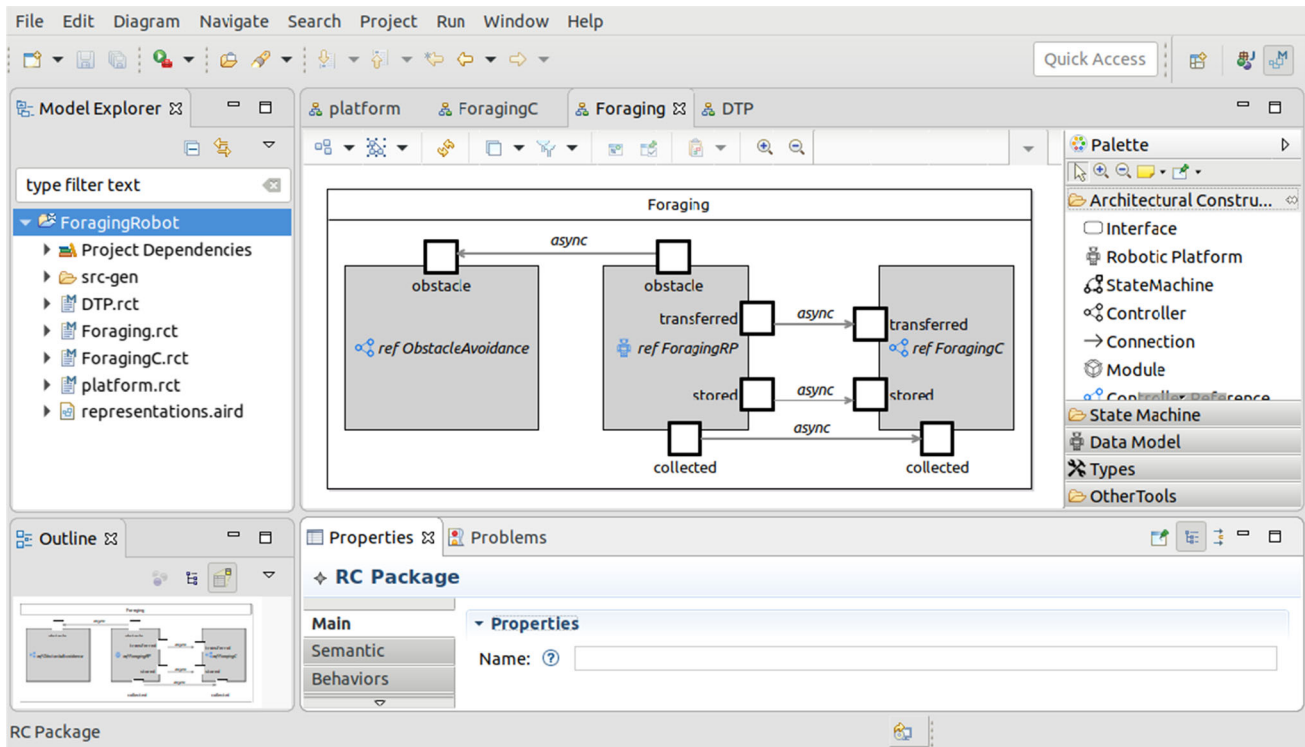 File Edit Diagram Navigate Search Project Run Window Help
Quick Access
Model Explorer
type filter text
ForagingRobot
Project Dependencies
src-gen
DTP.rct
Foraging.rct
ForagingC.rct
platform.rct
representations.aird
platform ForagingC Foraging DTP
Foraging
async
obstacle obstacle
transferred async transferred
ref ObstacleAvoidance ref ForagingRP ref ForagingC
stored async stored
async
collected collected
Palette
Architectural Constru...
Interface
Robotic Platform
StateMachine
Controller
Connection
Module
Controller Reference
State Machine
Data Model
Types
OtherTools
Outline
Properties Problems
RC Package
Main
Semantic
Behaviors
Properties
Name:
RC Package